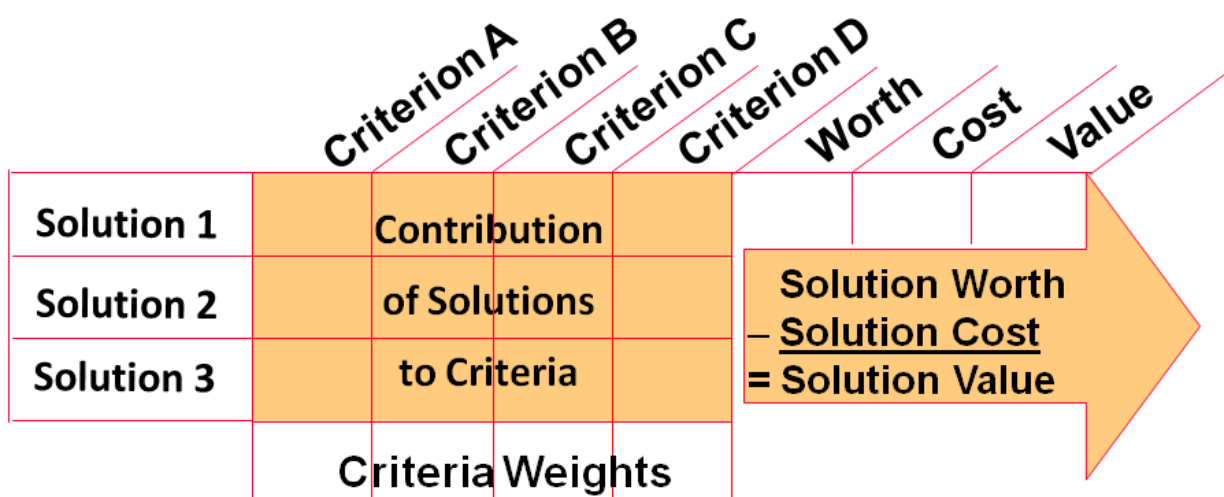 Criterion A
Criterion B
Criterion C
Criterion D
Worth
Cost
Value
Solution 1
Solution 2
Solution 3
Contribution
of Solutions
to Criteria
Solution Worth
– Solution Cost
= Solution Value
Criteria Weights